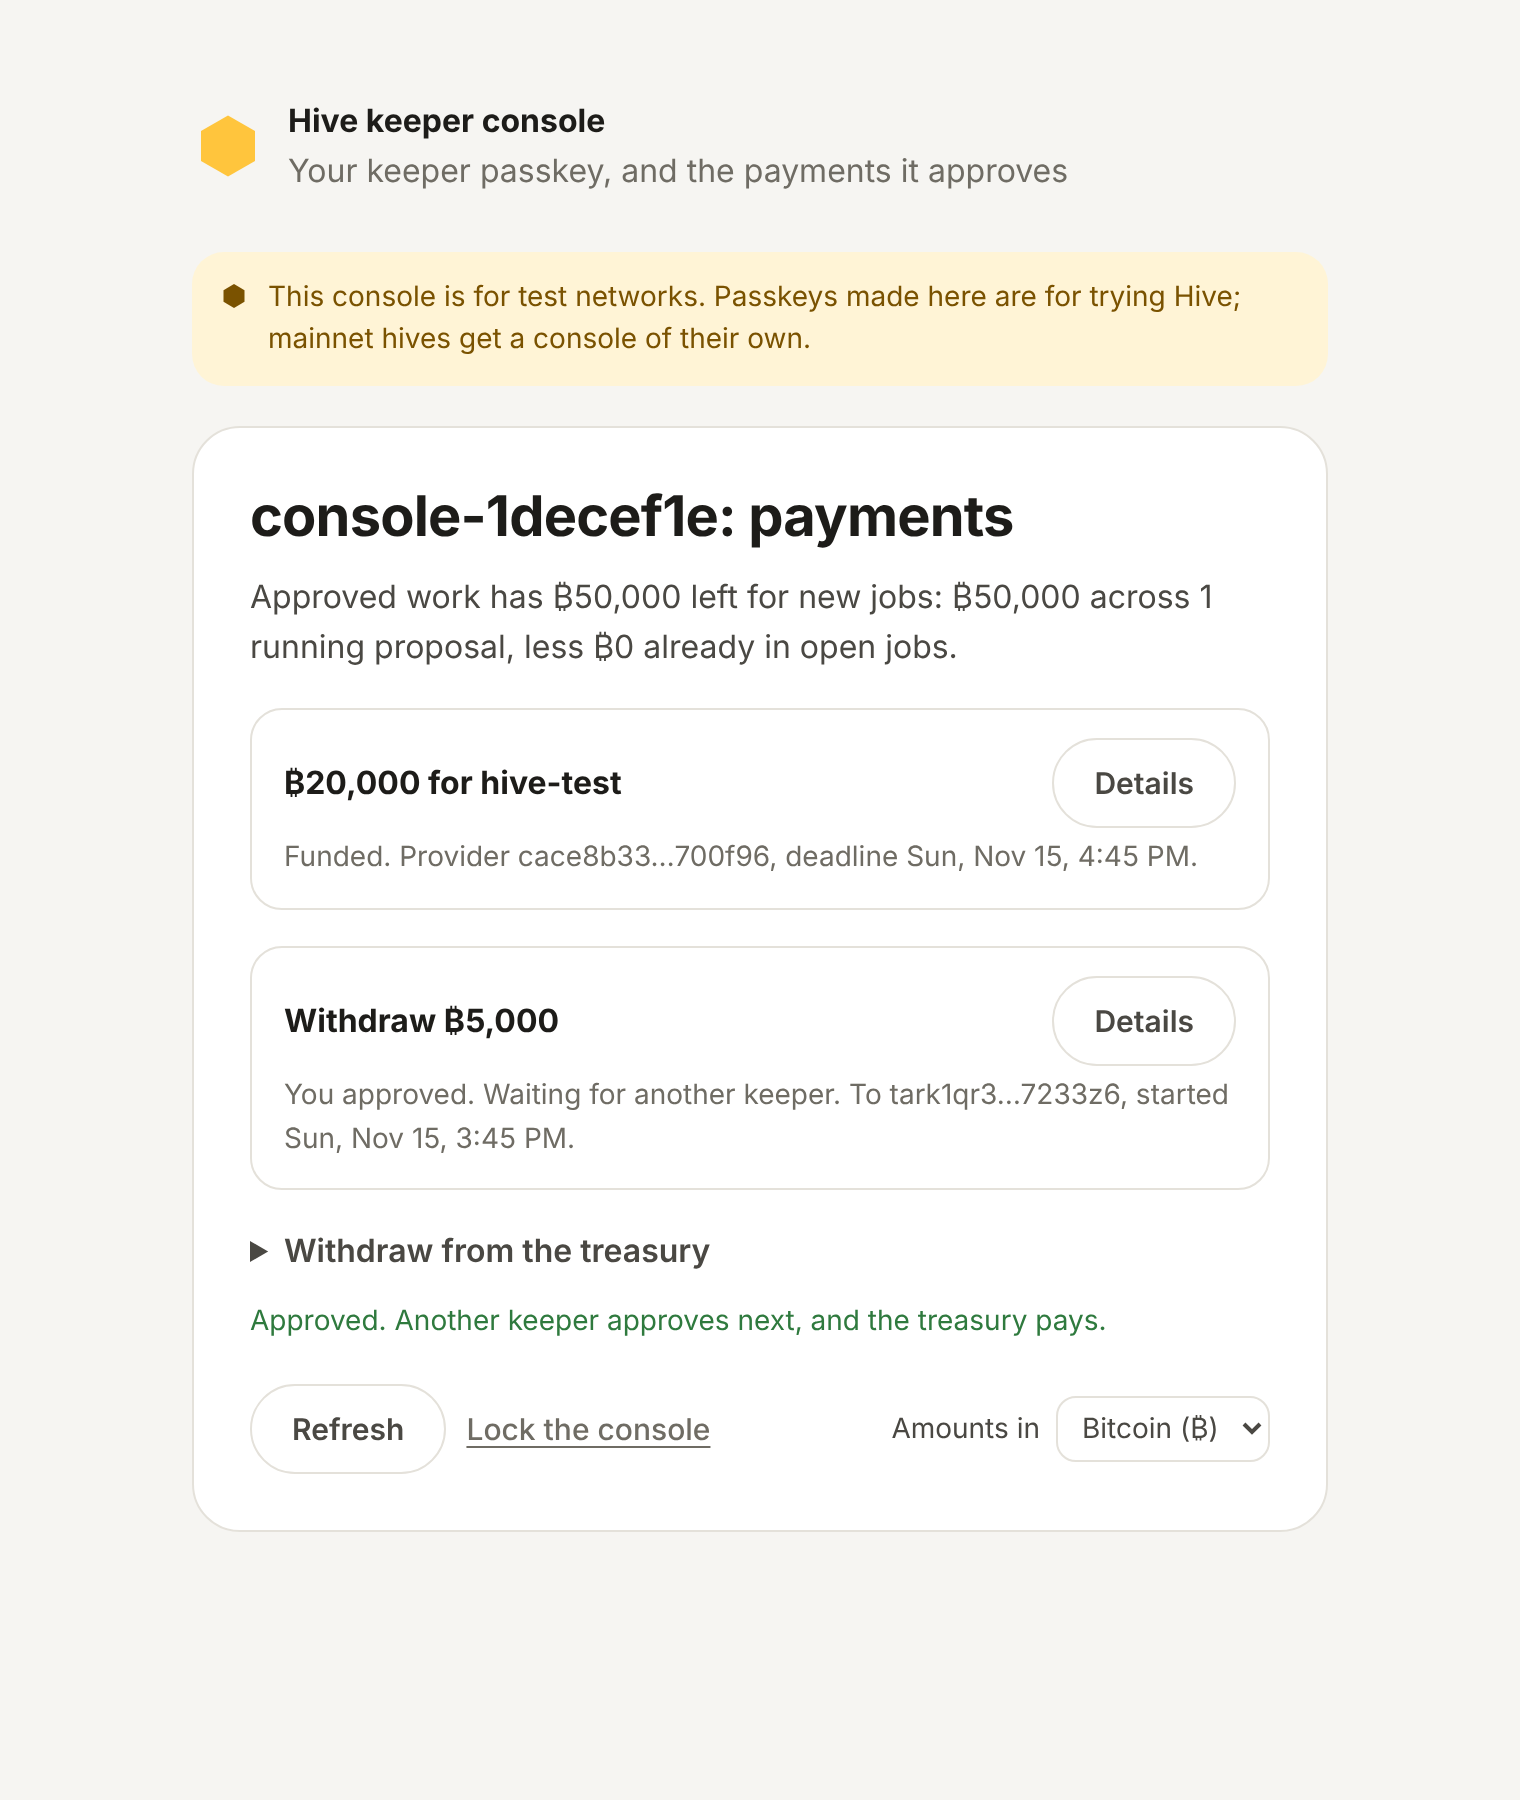 Hive keeper console
Your keeper passkey, and the payments it approves
This console is for test networks. Passkeys made here are for trying Hive;
mainnet hives get a console of their own.
console-1decef1e: payments
Approved work has ₿50,000 left for new jobs: ₿50,000 across 1
running proposal, less ₿0 already in open jobs.
₿20,000 for hive-test
Details
Funded. Provider cace8b33…700f96, deadline Sun, Nov 15, 4:45 PM.
Withdraw ₿5,000
Details
You approved. Waiting for another keeper. To tark1qr3…7233z6, started
Sun, Nov 15, 3:45 PM.
Withdraw from the treasury
Approved. Another keeper approves next, and the treasury pays.
Refresh
Lock the console
Amounts in
Bitcoin (₿)